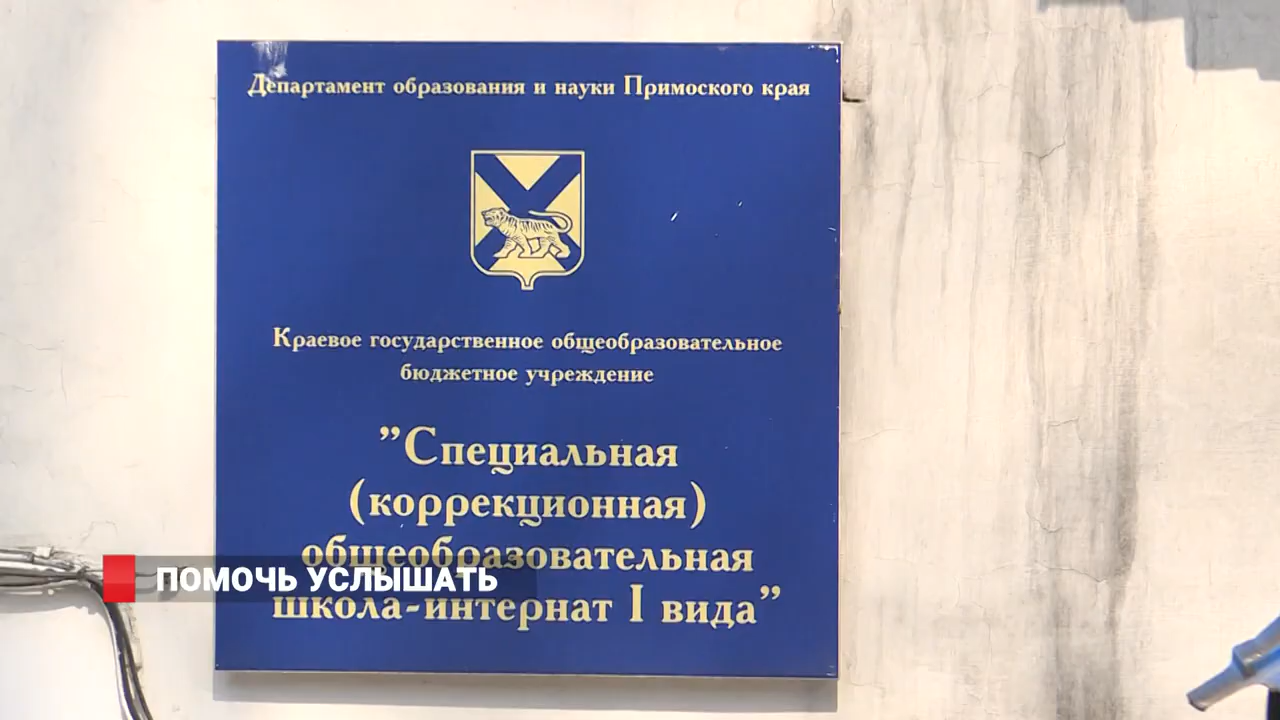 Департамент образования и науки Примоского края
Краевое государственное общеобразовательное
бюджетное учреждение
"Специальная
(коррекционная)
общеобразовательная
школа-интернат I вида"
ПОМОЧЬ УСЛЫШАТЬ